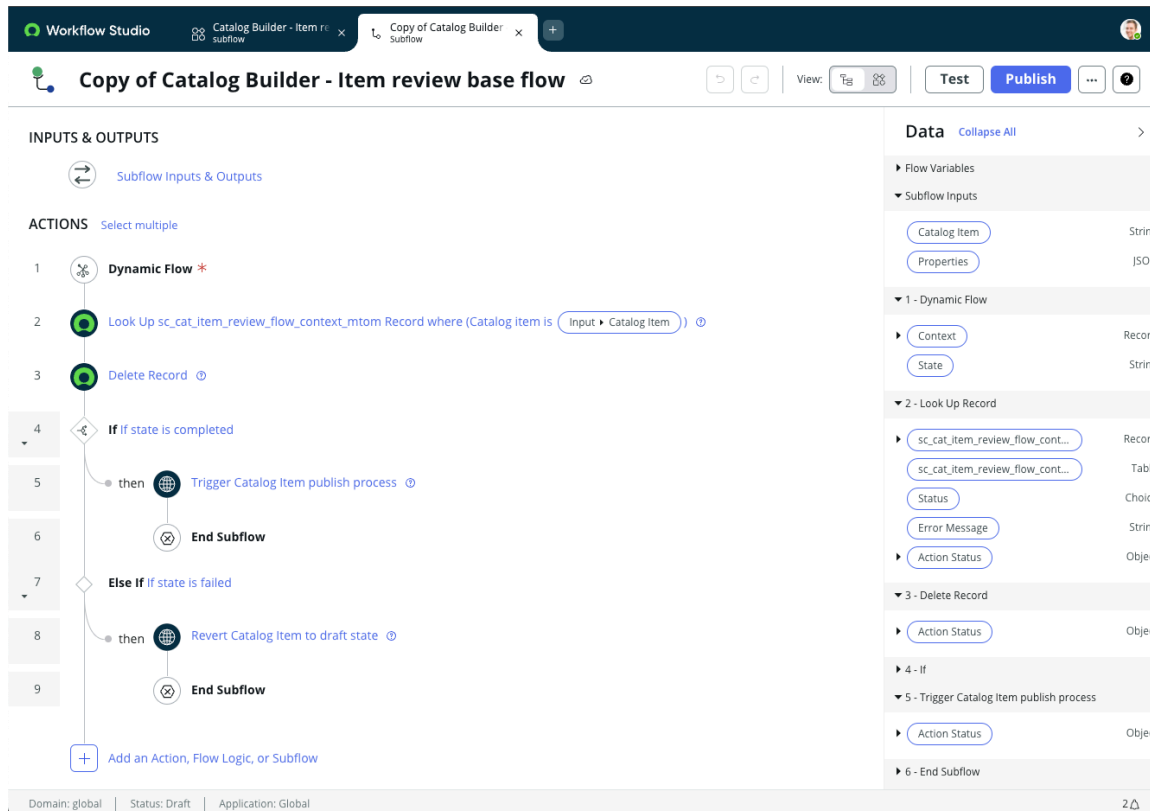 Workflow Studio
Catalog Builder - Item re
subflow
Copy of Catalog Builder
Subflow
Copy of Catalog Builder - Item review base flow
View:
Test
Publish
INPUTS & OUTPUTS
Subflow Inputs & Outputs
ACTIONS Select multiple
1 Dynamic Flow *
2 Look Up sc_cat_item_review_flow_context_mtom Record where (Catalog item is Input ▸ Catalog Item )
3 Delete Record
4 If If state is completed
5 then Trigger Catalog Item publish process
6 End Subflow
7 Else If If state is failed
8 then Revert Catalog Item to draft state
9 End Subflow
Add an Action, Flow Logic, or Subflow
Data Collapse All
Flow Variables
Subflow Inputs
Catalog Item Strin
Properties JSO
1 - Dynamic Flow
Context Recor
State Strin
2 - Look Up Record
sc_cat_item_review_flow_cont... Recor
sc_cat_item_review_flow_cont... Tabl
Status Choic
Error Message Strin
Action Status Objec
3 - Delete Record
Action Status Objec
4 - If
5 - Trigger Catalog Item publish process
Action Status Objec
6 - End Subflow
Domain: global | Status: Draft | Application: Global
2